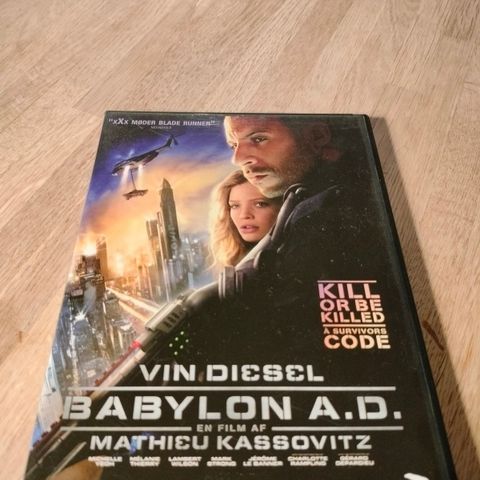 "xXx MØDER BLADE RUNNER"
KILL
OR BE
KILLED
A SURVIVORS
CODE
VIN DIESEL
BABYLON A.D.
EN FILM AF
MATHIEU KASSOVITZ
MICHELLE YEOH MÉLANIE THIERRY LAMBERT WILSON MARK STRONG JÉRÔME LE BANNER CHARLOTTE RAMPLING GÉRARD DEPARDIEU